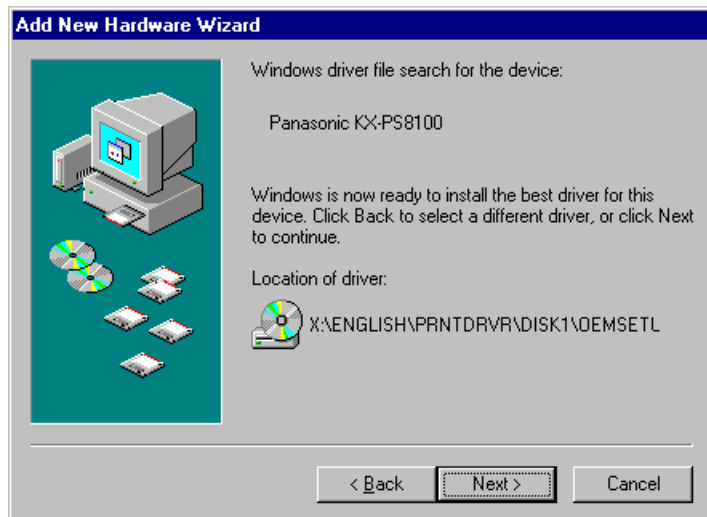 Add New Hardware Wizard
Windows driver file search for the device:
Panasonic KX-PS8100
Windows is now ready to install the best driver for this
device. Click Back to select a different driver, or click Next
to continue.
Location of driver:
X:\ENGLISH\PRNTDRVR\DISK1\OEMSETL
< Back
Next >
Cancel